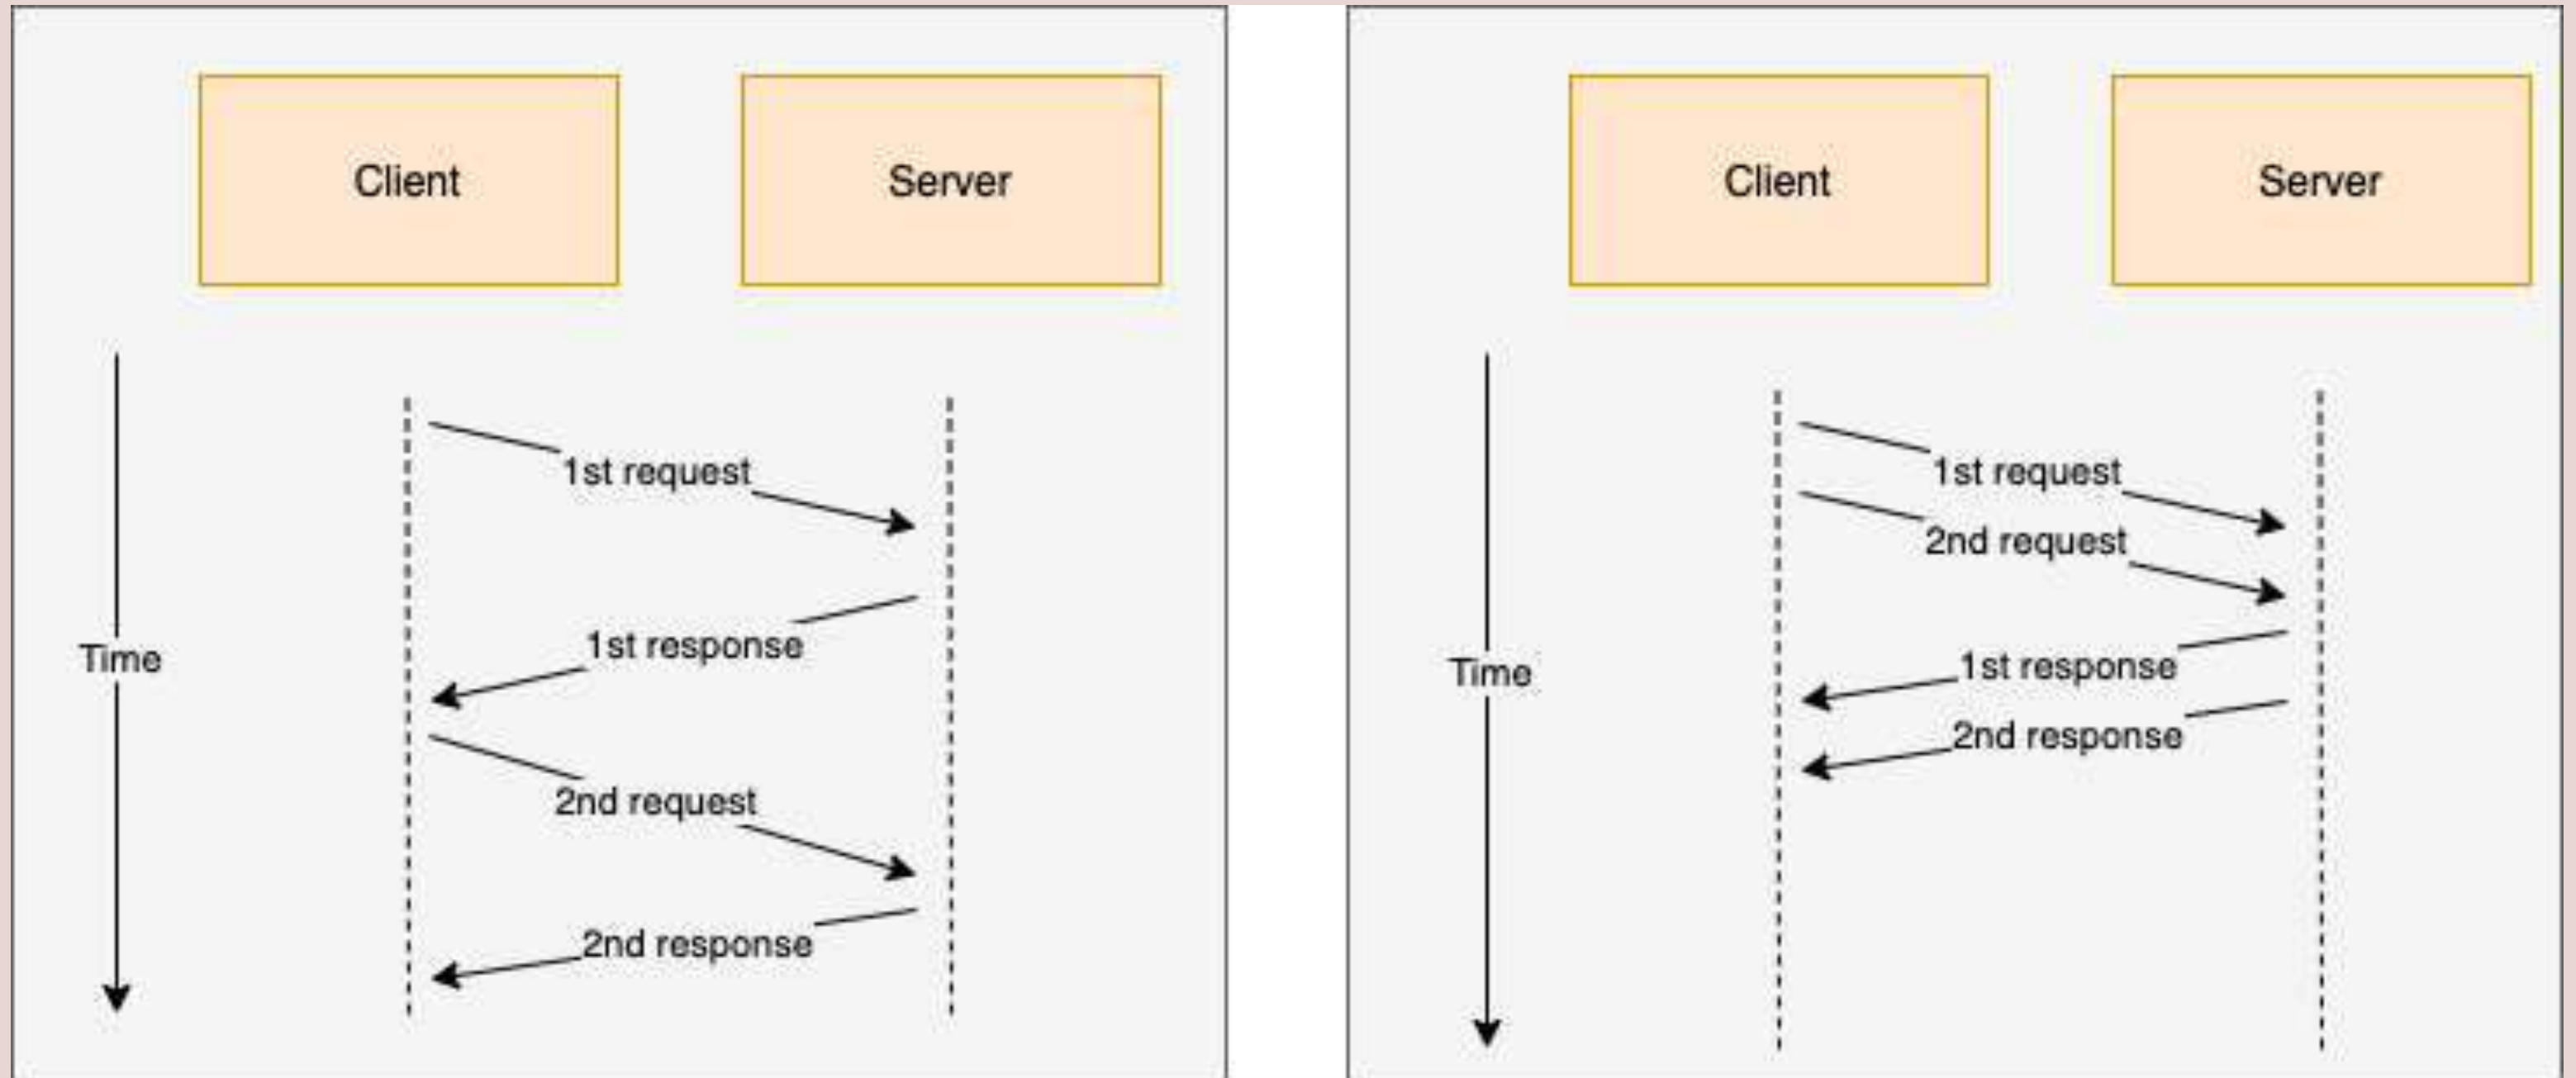 Client
Server
1st request
1st response
Time
2nd request
2nd response
Client
Server
1st request
2nd request
1st response
Time
2nd response